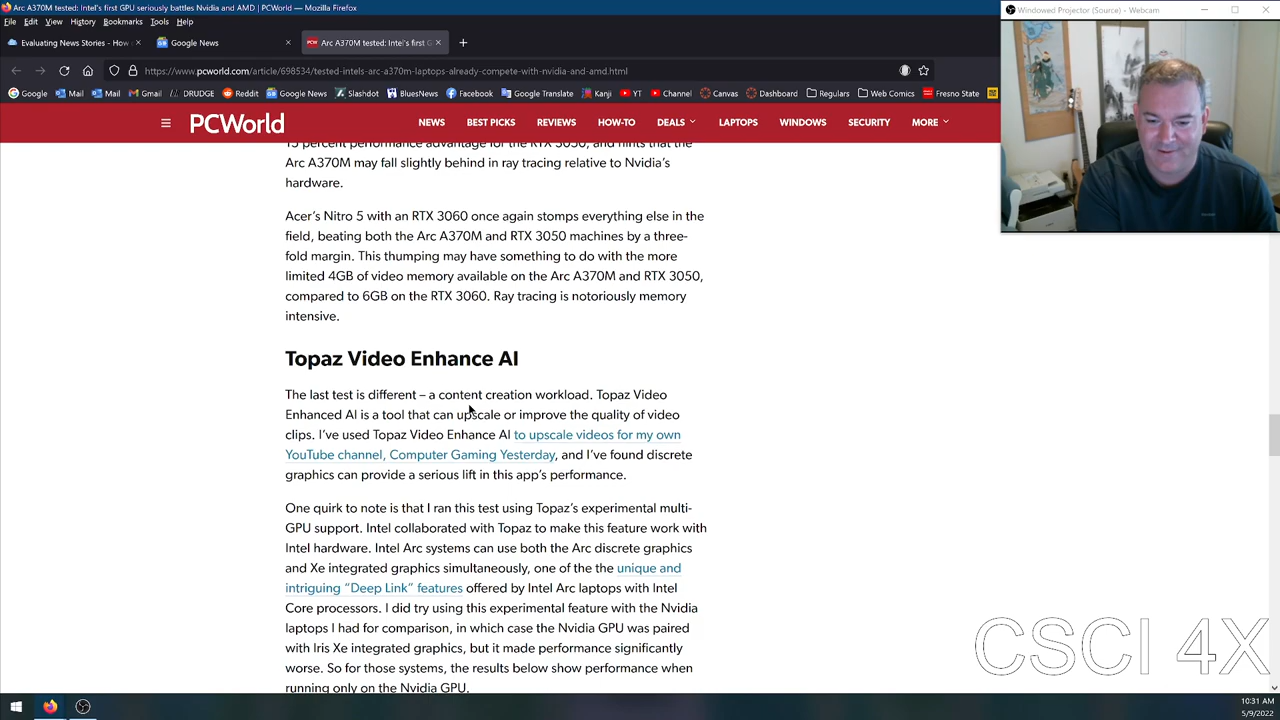 Arc A370M tested: Intel's first GPU seriously battles Nvidia and AMD | PCWorld — Mozilla Firefox
File Edit View History Bookmarks Tools Help
Evaluating News Stories - How
Google News
Arc A370M tested: Intel's first G
https://www.pcworld.com/article/698534/tested-intels-arc-a370m-laptops-already-compete-with-nvidia-and-amd.html
Google Mail Mail Gmail DRUDGE Reddit Google News Slashdot BluesNews Facebook Google Translate Kanji YT Channel Canvas Dashboard Regulars Web Comics Fresno State
Windowed Projector (Source) - Webcam
PCWorld
NEWS BEST PICKS REVIEWS HOW-TO DEALS LAPTOPS WINDOWS SECURITY MORE
15 percent performance advantage for the RTX 3050, and hints that the
Arc A370M may fall slightly behind in ray tracing relative to Nvidia's
hardware.
Acer's Nitro 5 with an RTX 3060 once again stomps everything else in the
field, beating both the Arc A370M and RTX 3050 machines by a three-
fold margin. This thumping may have something to do with the more
limited 4GB of video memory available on the Arc A370M and RTX 3050,
compared to 6GB on the RTX 3060. Ray tracing is notoriously memory
intensive.
Topaz Video Enhance AI
The last test is different – a content creation workload. Topaz Video
Enhanced AI is a tool that can upscale or improve the quality of video
clips. I've used Topaz Video Enhance AI to upscale videos for my own
YouTube channel, Computer Gaming Yesterday, and I've found discrete
graphics can provide a serious lift in this app's performance.
One quirk to note is that I ran this test using Topaz's experimental multi-
GPU support. Intel collaborated with Topaz to make this feature work with
Intel hardware. Intel Arc systems can use both the Arc discrete graphics
and Xe integrated graphics simultaneously, one of the the unique and
intriguing “Deep Link” features offered by Intel Arc laptops with Intel
Core processors. I did try using this experimental feature with the Nvidia
laptops I had for comparison, in which case the Nvidia GPU was paired
with Iris Xe integrated graphics, but it made performance significantly
worse. So for those systems, the results below show performance when
running only on the Nvidia GPU.
CSCI 4X
10:31 AM
5/9/2022